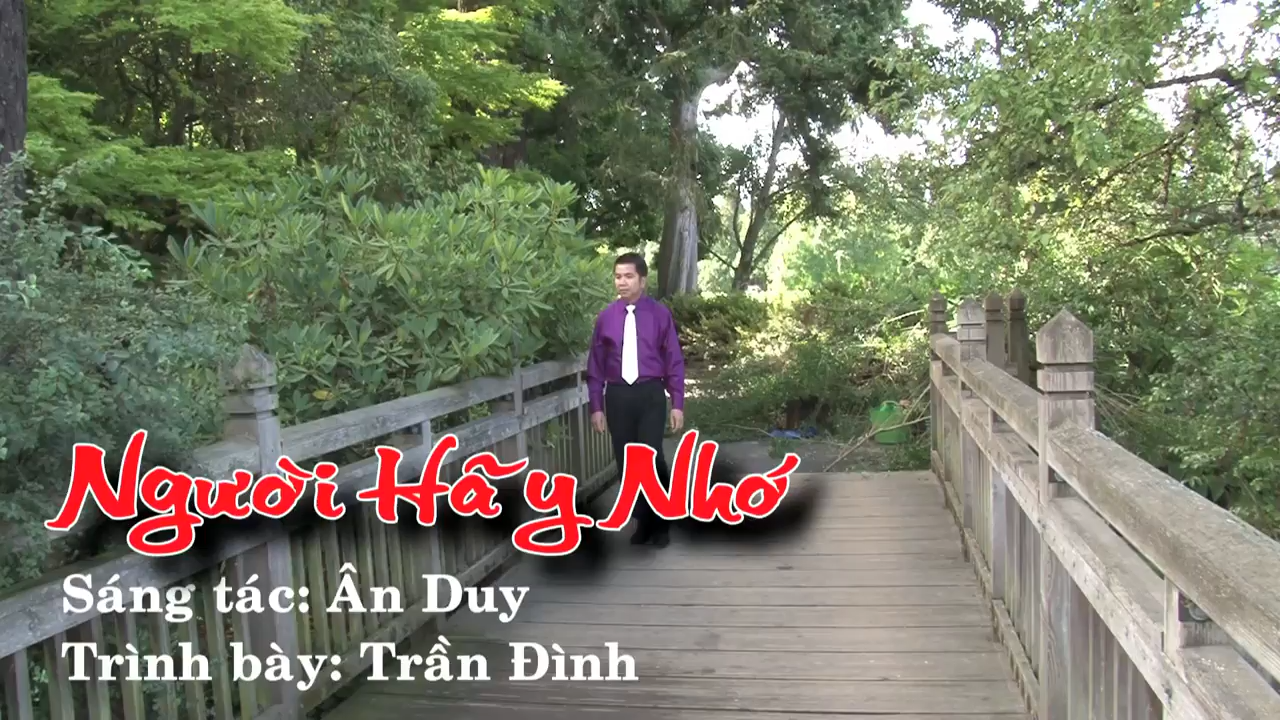 Người Hãy Nhớ
Sáng tác: Ân Duy
Trình bày: Trần Đình